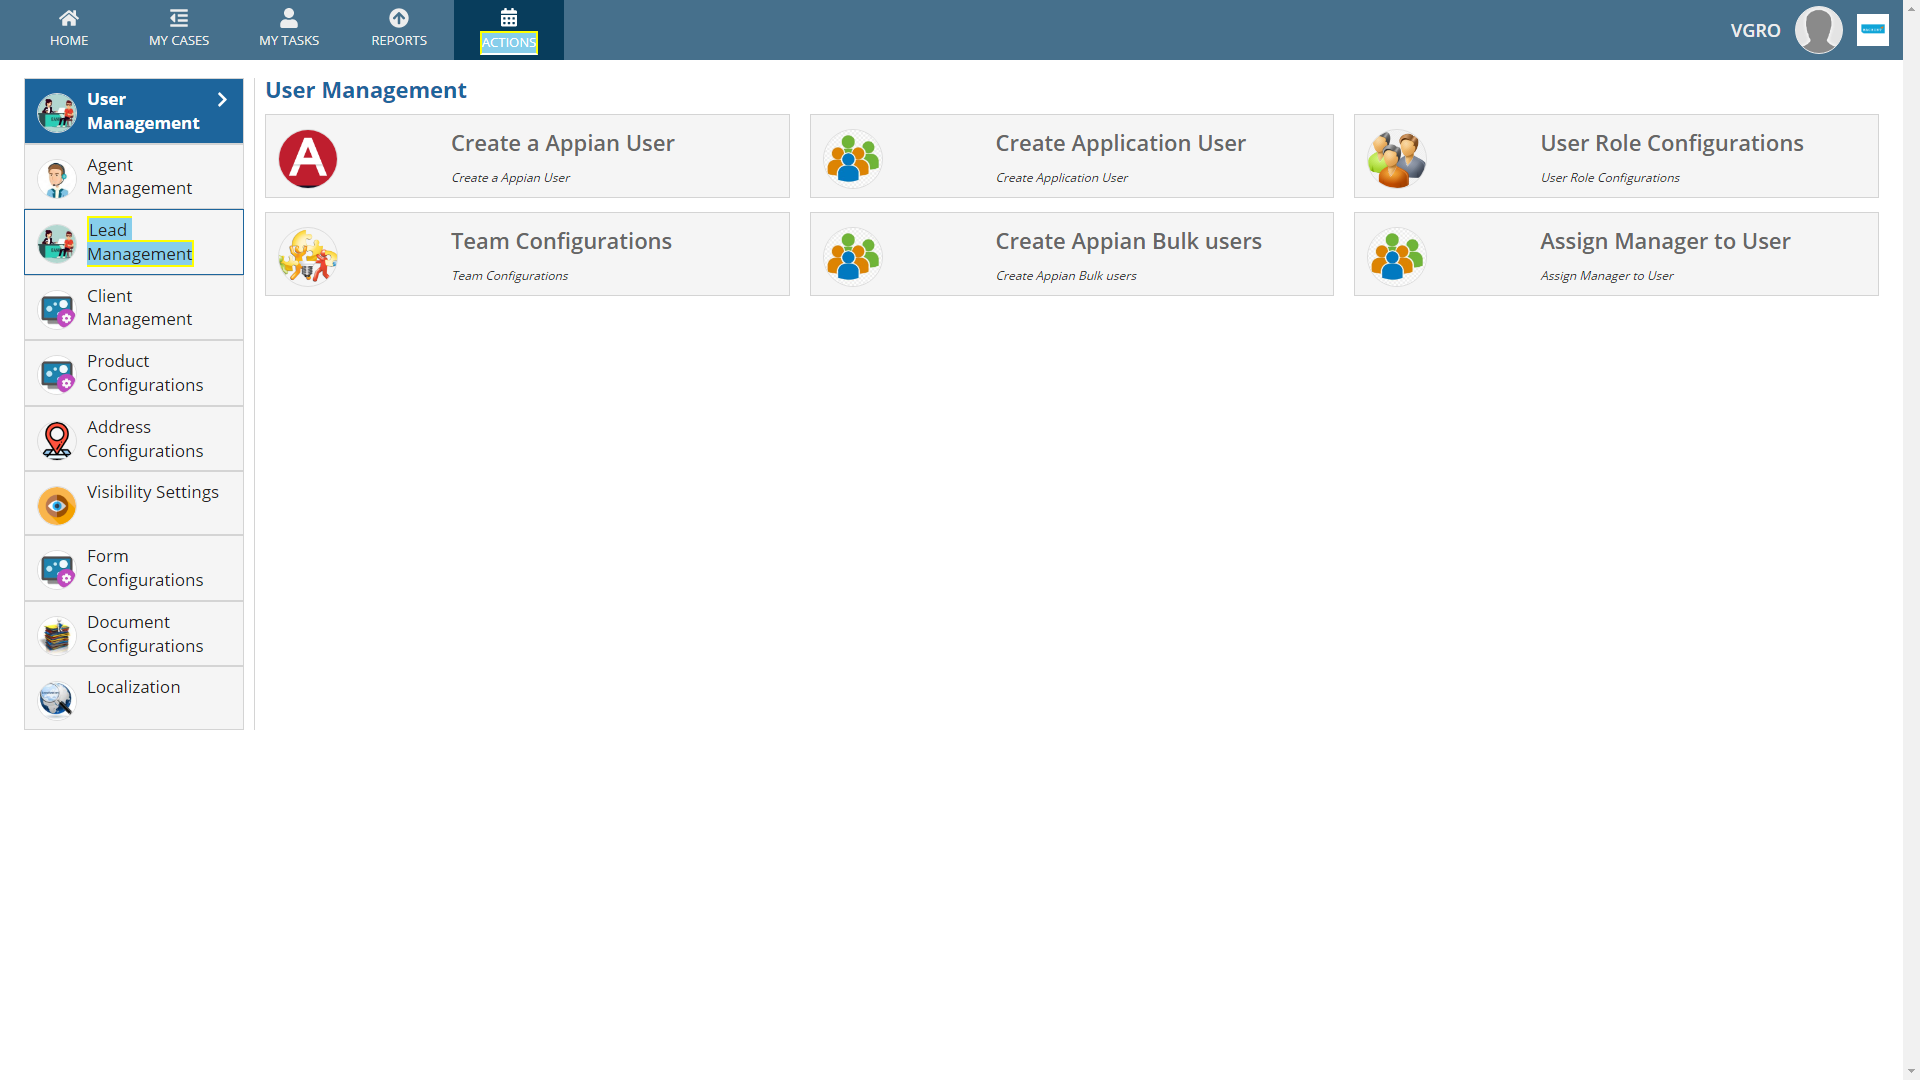 HOME
MY CASES
MY TASKS
REPORTS
ACTIONS
VGRO
User
Management
Agent
Management
Lead
Management
Client
Management
Product
Configurations
Address
Configurations
Visibility Settings
Form
Configurations
Document
Configurations
Localization
User Management
Create a Appian User
Create a Appian User
Create Application User
Create Application User
User Role Configurations
User Role Configurations
Team Configurations
Team Configurations
Create Appian Bulk users
Create Appian Bulk users
Assign Manager to User
Assign Manager to User